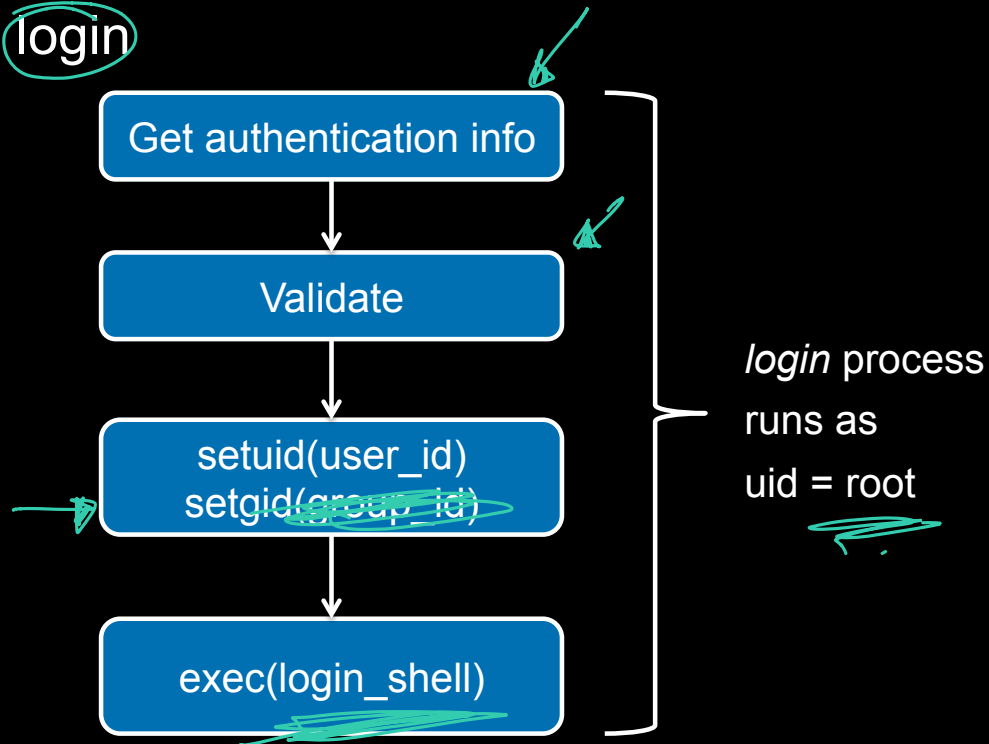 login
Get authentication info
Validate
setuid(user_id)
setgid(group_id)
exec(login_shell)
login process
runs as
uid = root